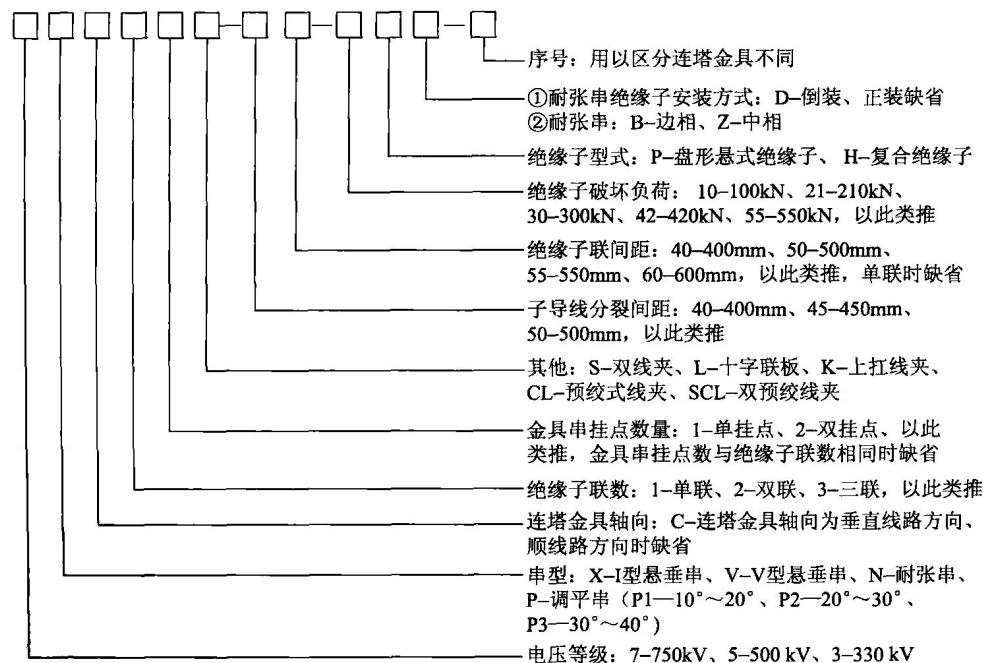 序号：用以区分连塔金具不同
①耐张串绝缘子安装方式：D–倒装、正装缺省
②耐张串：B–边相、Z–中相
绝缘子型式：P–盘形悬式绝缘子、H–复合绝缘子
绝缘子破坏负荷： 10–100kN、21–210kN、
30–300kN、42–420kN、55–550kN，以此类推
绝缘子联间距：40–400mm、50–500mm、
55–550mm、60–600mm，以此类推，单联时缺省
子导线分裂间距：40–400mm、45–450mm、
50–500mm，以此类推
其他：S–双线夹、L–十字联板、K–上扛线夹、
CL–预绞式线夹、SCL–双预绞线夹
金具串挂点数量：1–单挂点、2–双挂点、以此
类推，金具串挂点数与绝缘子联数相同时缺省
绝缘子联数：1–单联、2–双联、3–三联，以此类推
连塔金具轴向：C–连塔金具轴向为垂直线路方向、
顺线路方向时缺省
串型：X–I型悬垂串、V–V型悬垂串、N–耐张串、
P–调平串（P1—10°～20°、P2—20°～30°、
P3—30°～40°）
电压等级：7–750kV、5–500 kV、3–330 kV